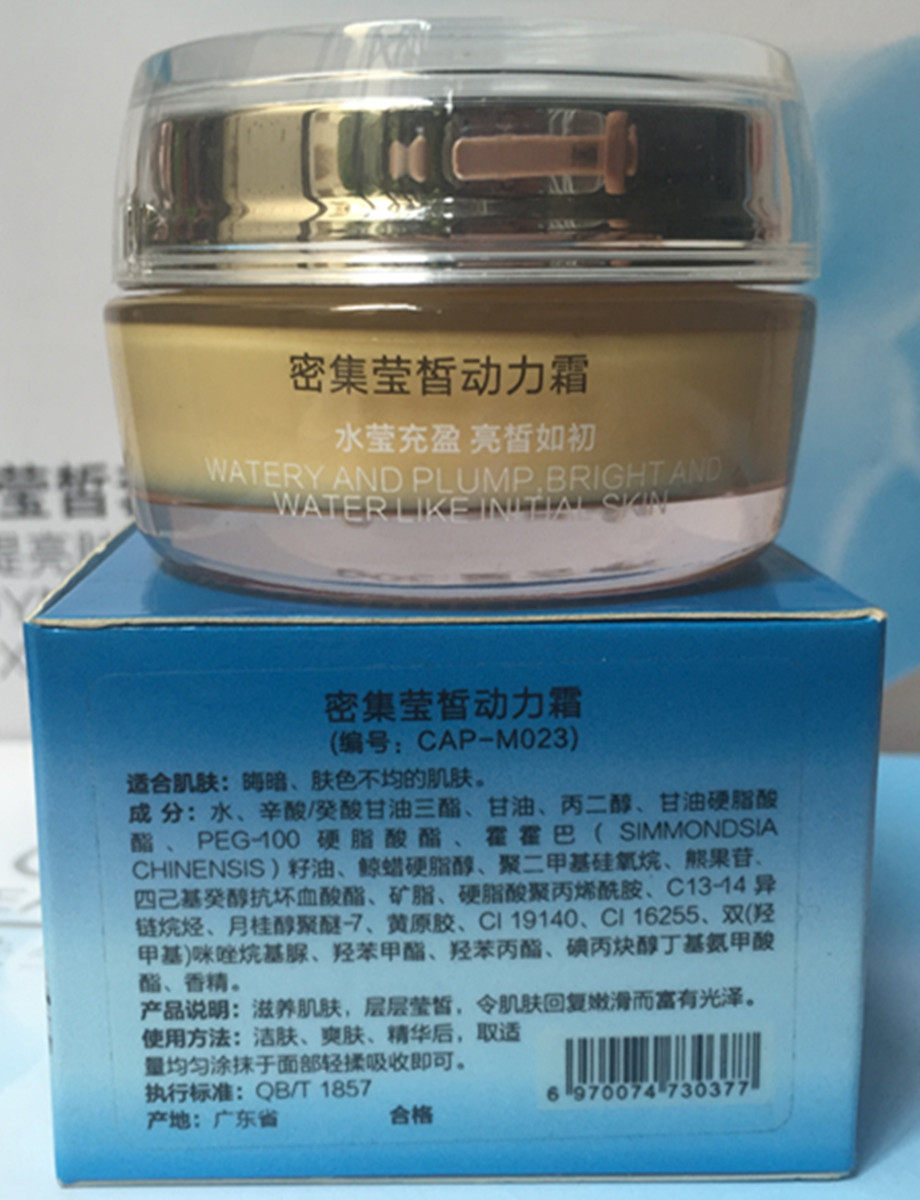 密集莹皙动力霜
水莹充盈 亮皙如初
WATERY AND PLUMP.BRIGHT AND
WATER LIKE INITIAL SKIN
莹皙
提亮肤
密集莹皙动力霜
(编号：CAP-M023)
适合肌肤：晦暗、肤色不均的肌肤。
成 分：水、辛酸/癸酸甘油三酯、甘油、丙二醇、甘油硬脂酸
酯、PEG-100 硬脂酸酯、霍霍巴（SIMMONDSIA
CHINENSIS）籽油、鲸蜡硬脂醇、聚二甲基硅氧烷、熊果苷、
四己基癸醇抗坏血酸酯、矿脂、硬脂酸聚丙烯酰胺、C13-14 异
链烷烃、月桂醇聚醚-7、黄原胶、CI 19140、CI 16255、双(羟
甲基)咪唑烷基脲、羟苯甲酯、羟苯丙酯、碘丙炔醇丁基氨甲酸
酯、香精。
产品说明：滋养肌肤，层层莹皙，令肌肤回复嫩滑而富有光泽。
使用方法：洁肤、爽肤、精华后，取适
量均匀涂抹于面部轻揉吸收即可。
执行标准：QB/T 1857
产地：广东省 合格
6 970074 730377